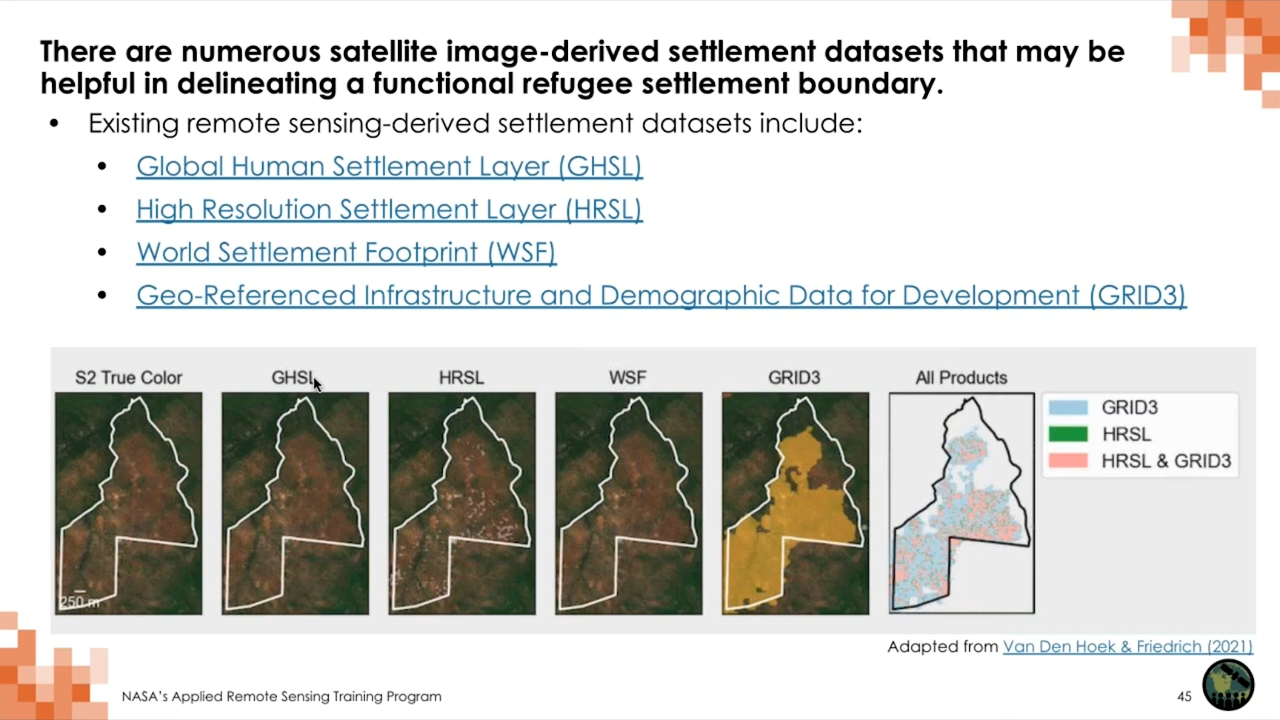 There are numerous satellite image-derived settlement datasets that may be
helpful in delineating a functional refugee settlement boundary.
• Existing remote sensing-derived settlement datasets include:
• Global Human Settlement Layer (GHSL)
• High Resolution Settlement Layer (HRSL)
• World Settlement Footprint (WSF)
• Geo-Referenced Infrastructure and Demographic Data for Development (GRID3)
S2 True Color GHSL HRSL WSF GRID3 All Products
GRID3
HRSL
HRSL & GRID3
250 m
Adapted from Van Den Hoek & Friedrich (2021)
NASA's Applied Remote Sensing Training Program 45